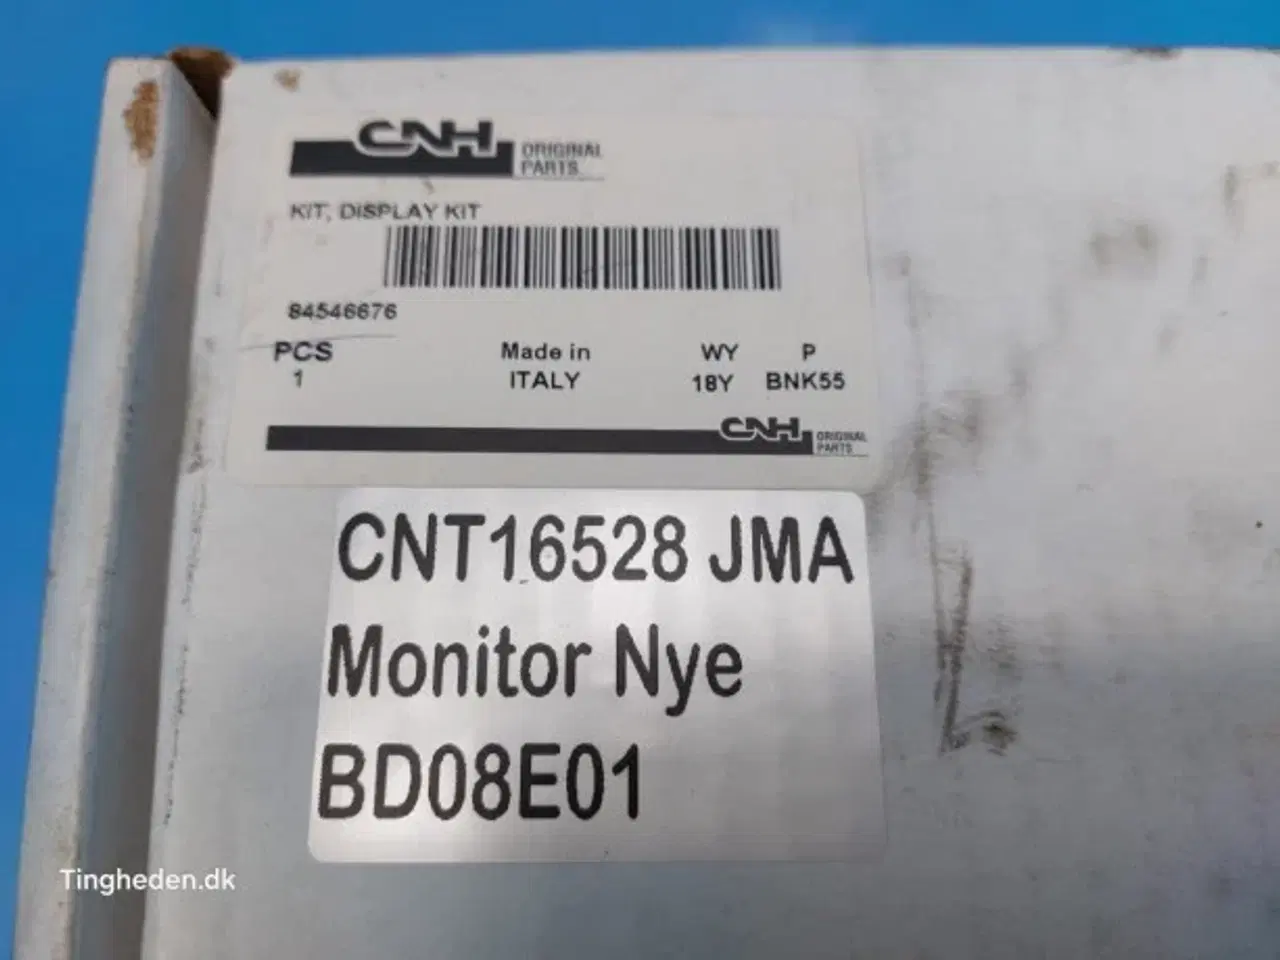 CNH ORIGINAL PARTS
KIT, DISPLAY KIT
84546676
PCS Made in WY P
1 ITALY 18Y BNK55
CNH ORIGINAL PARTS
CNT16528 JMA
Monitor Nye
BD08E01
Tingheden.dk